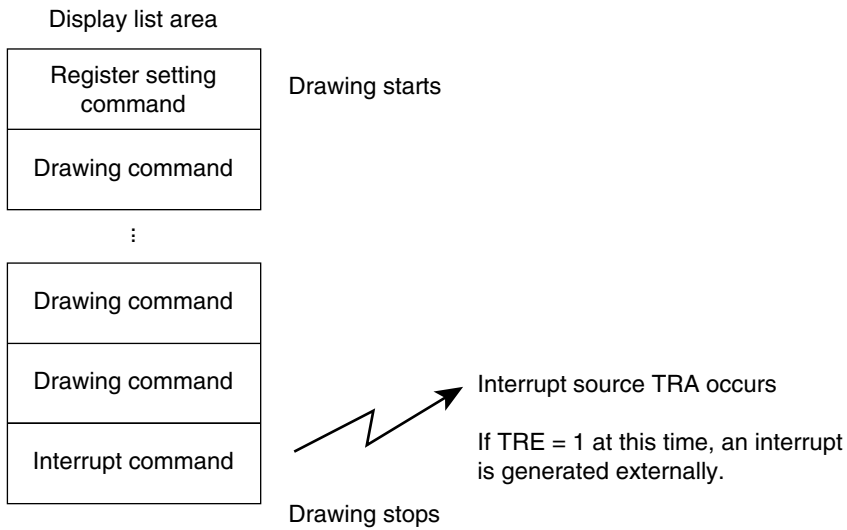 Display list area
Register setting
command
Drawing starts
Drawing command
⋮
Drawing command
Drawing command
Interrupt command
Interrupt source TRA occurs
If TRE = 1 at this time, an interrupt
is generated externally.
Drawing stops